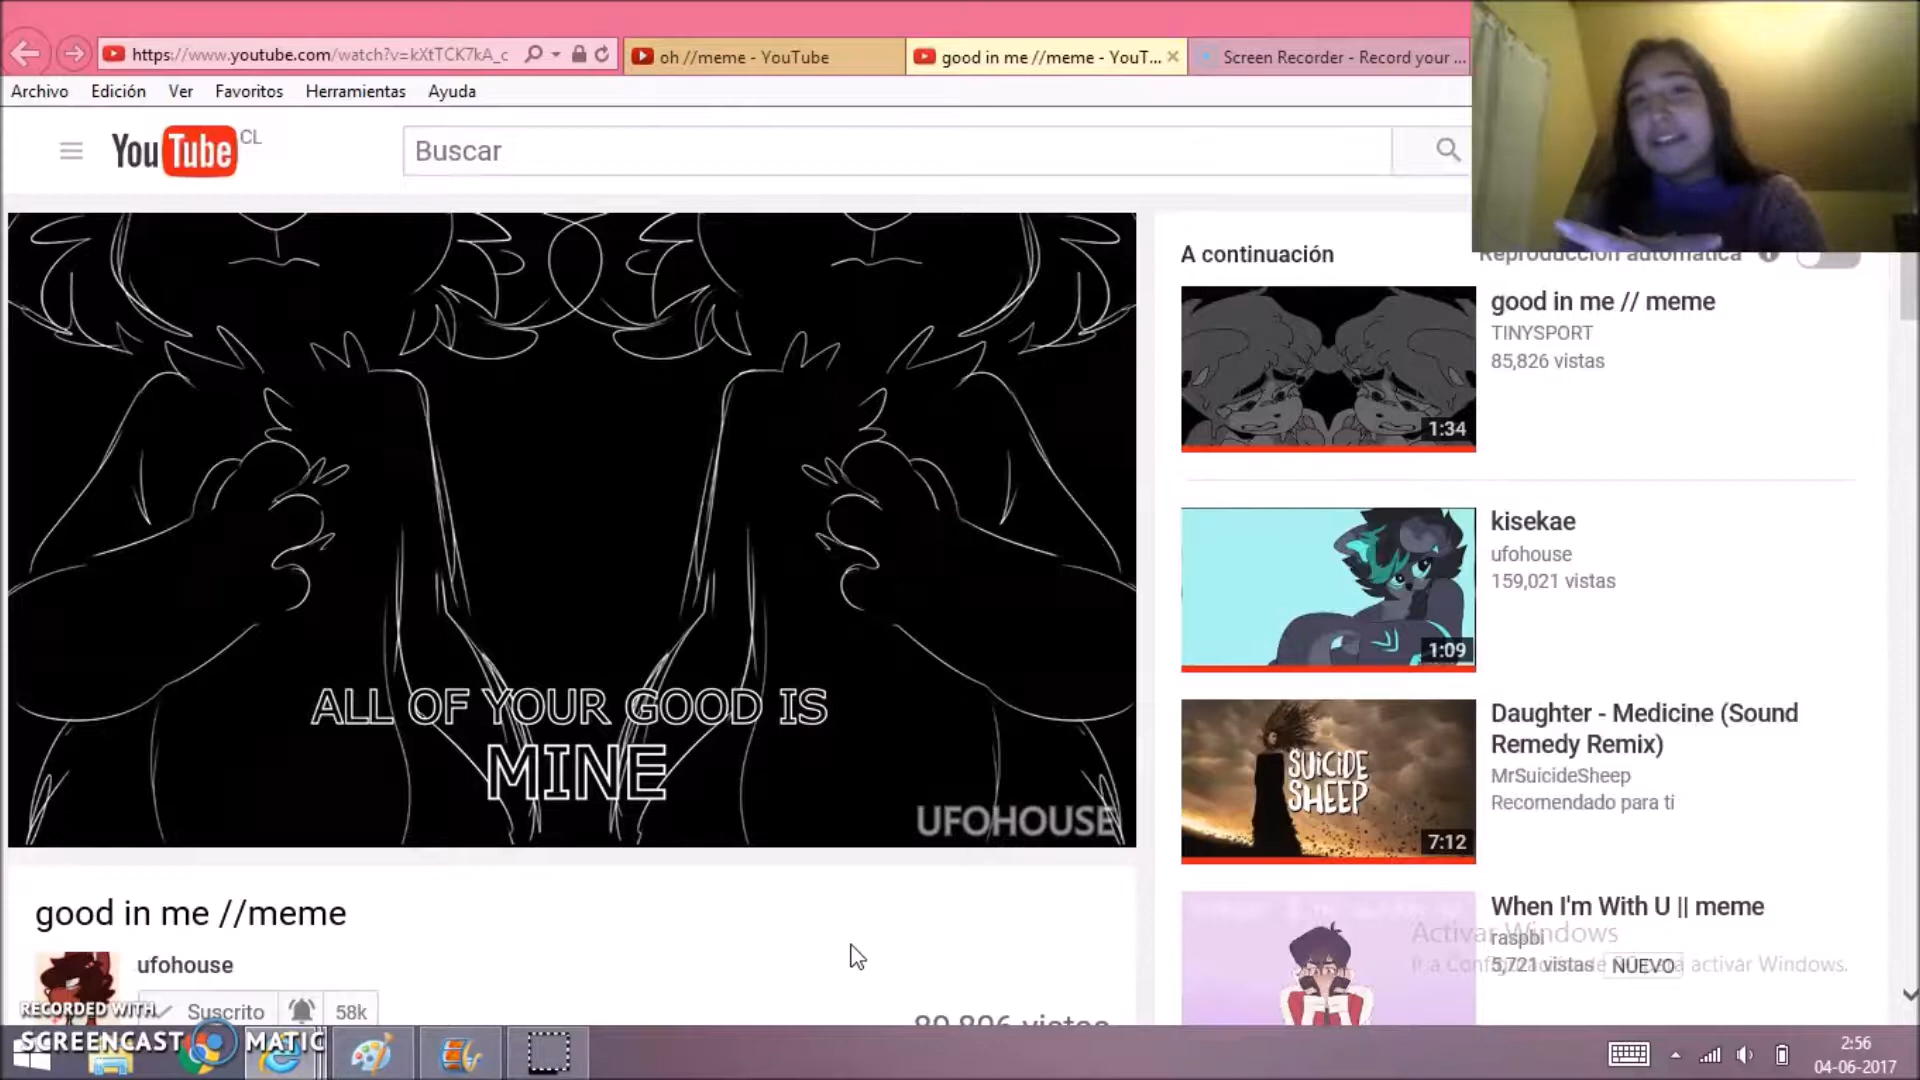 https://www.youtube.com/watch?v=kXtTCK7kA_c
oh //meme - YouTube
good in me //meme - YouT...
Screen Recorder - Record your ...
Archivo Edición Ver Favoritos Herramientas Ayuda
YouTube CL
Buscar
A continuación
Reproducción automática
good in me // meme
TINYSPORT
85,826 vistas
1:34
kisekae
ufohouse
159,021 vistas
1:09
Daughter - Medicine (Sound
Remedy Remix)
MrSuicideSheep
Recomendado para ti
SUiCiDE
SHEEP
7:12
When I'm With U || meme
raspbi
5,721 vistas NUEVO
Activar Windows
activar Windows.
ALL OF YOUR GOOD IS
MINE
UFOHOUSE
good in me //meme
ufohouse
Suscrito 58k
RECORDED WITH
SCREENCAST MATIC
2:56
04-06-2017